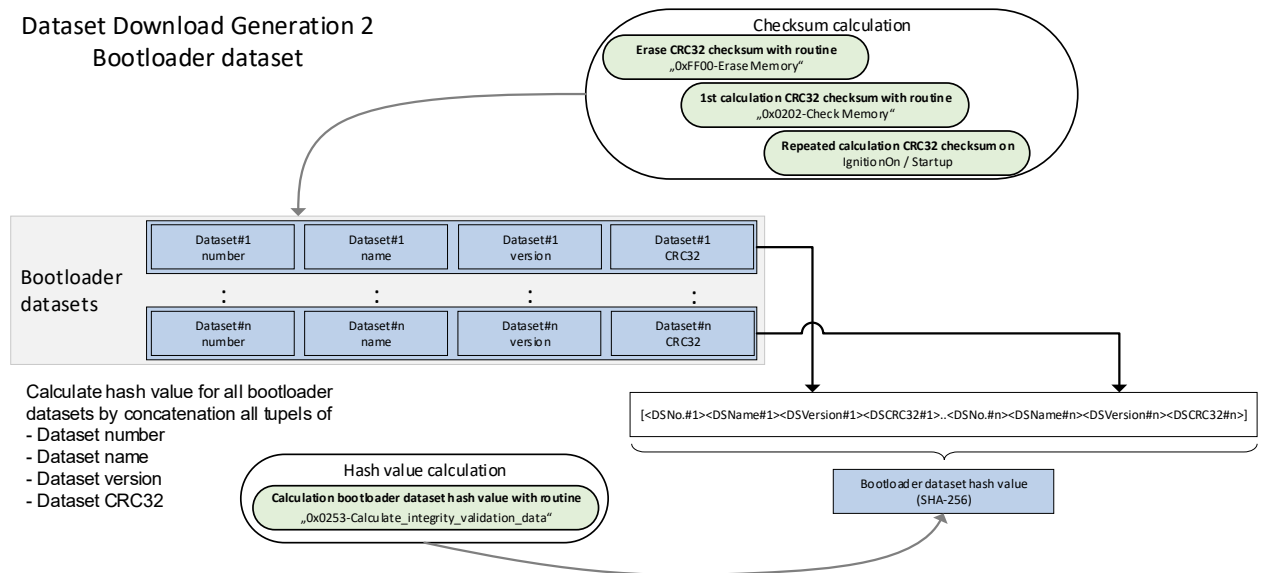 Dataset Download Generation 2
Bootloader dataset
Checksum calculation
Erase CRC32 checksum with routine
„0xFF00-Erase Memory“
1st calculation CRC32 checksum with routine
„0x0202-Check Memory“
Repeated calculation CRC32 checksum on
IgnitionOn / Startup
Bootloader
datasets
Dataset#1
number
Dataset#1
name
Dataset#1
version
Dataset#1
CRC32
:
:
:
:
Dataset#n
number
Dataset#n
name
Dataset#n
version
Dataset#n
CRC32
Calculate hash value for all bootloader
datasets by concatenation all tupels of
- Dataset number
- Dataset name
- Dataset version
- Dataset CRC32
[<DSNo.#1><DSName#1><DSVersion#1><DSCRC32#1>..<DSNo.#n><DSName#n><DSVersion#n><DSCRC32#n>]
Hash value calculation
Calculation bootloader dataset hash value with routine
„0x0253-Calculate_integrity_validation_data“
Bootloader dataset hash value
(SHA-256)